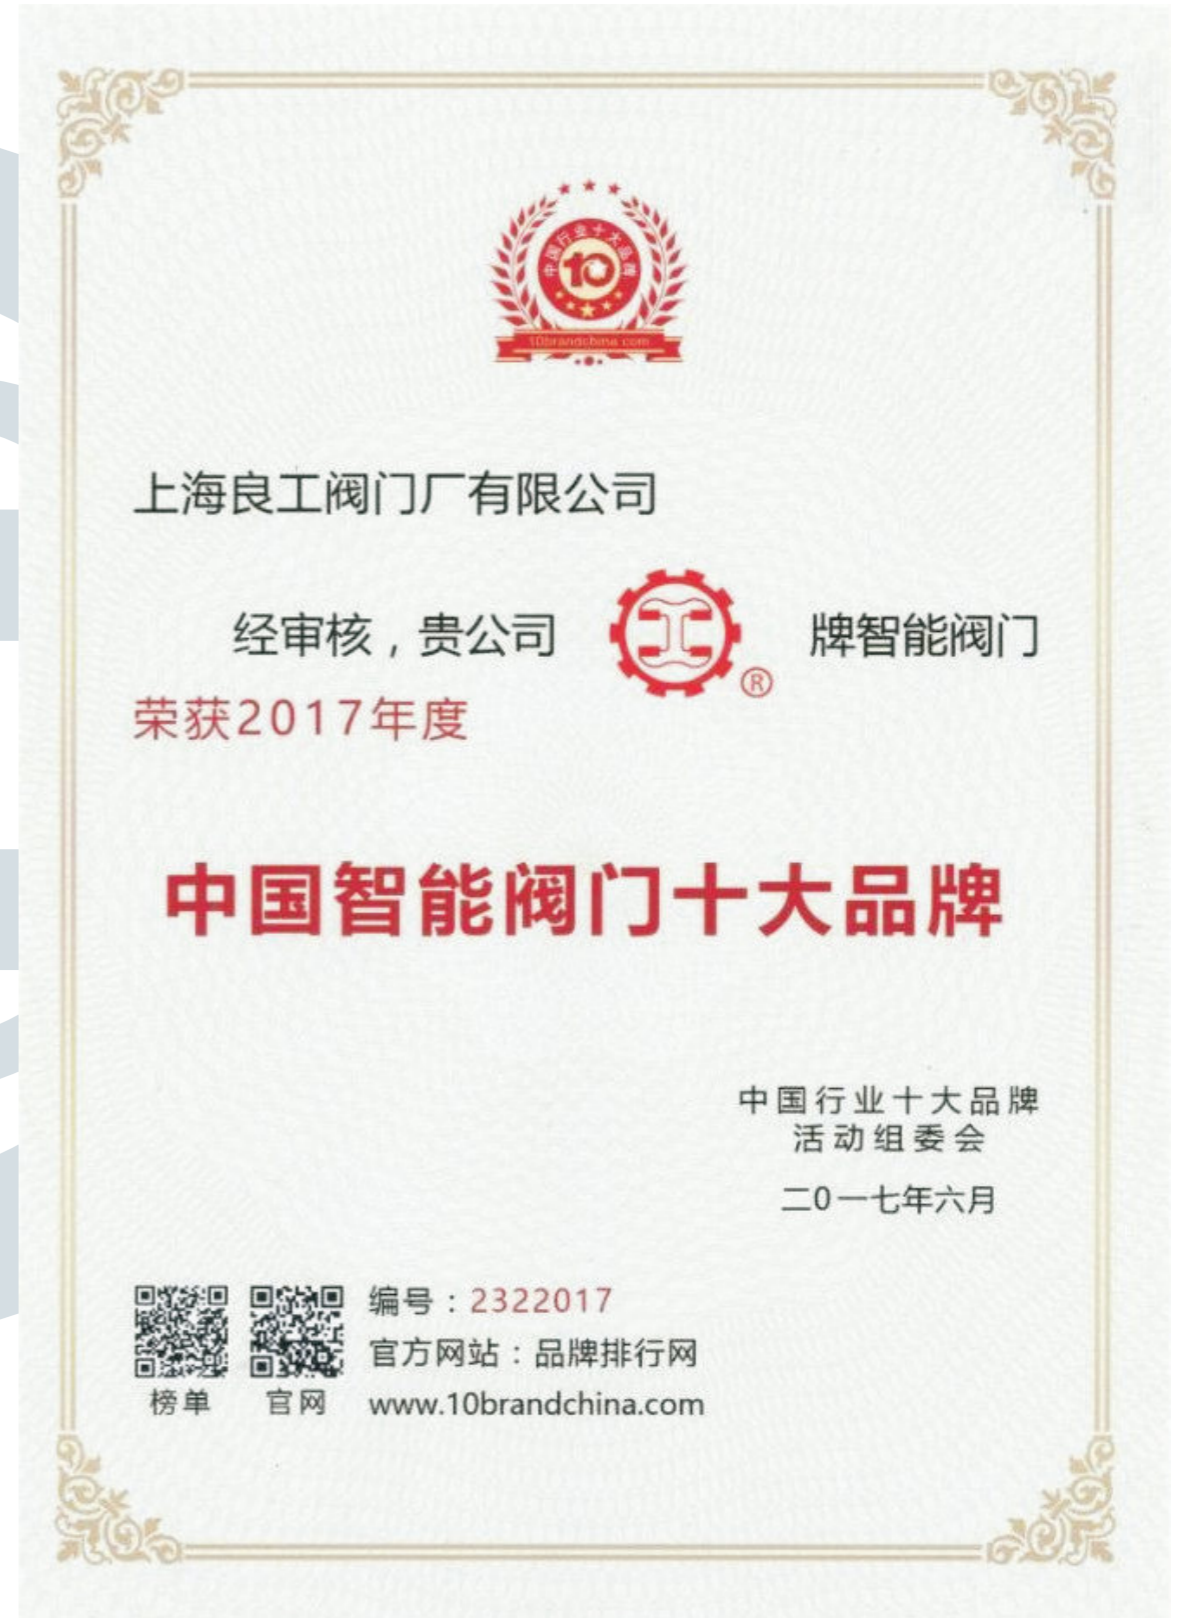 中国行业十大品牌
10
10brandchina.com
上海良工阀门厂有限公司
经审核，贵公司 工 ® 牌智能阀门
荣获2017年度
中国智能阀门十大品牌
中国行业十大品牌
活动组委会
二0一七年六月
编号：2322017
官方网站：品牌排行网
榜单 官网 www.10brandchina.com